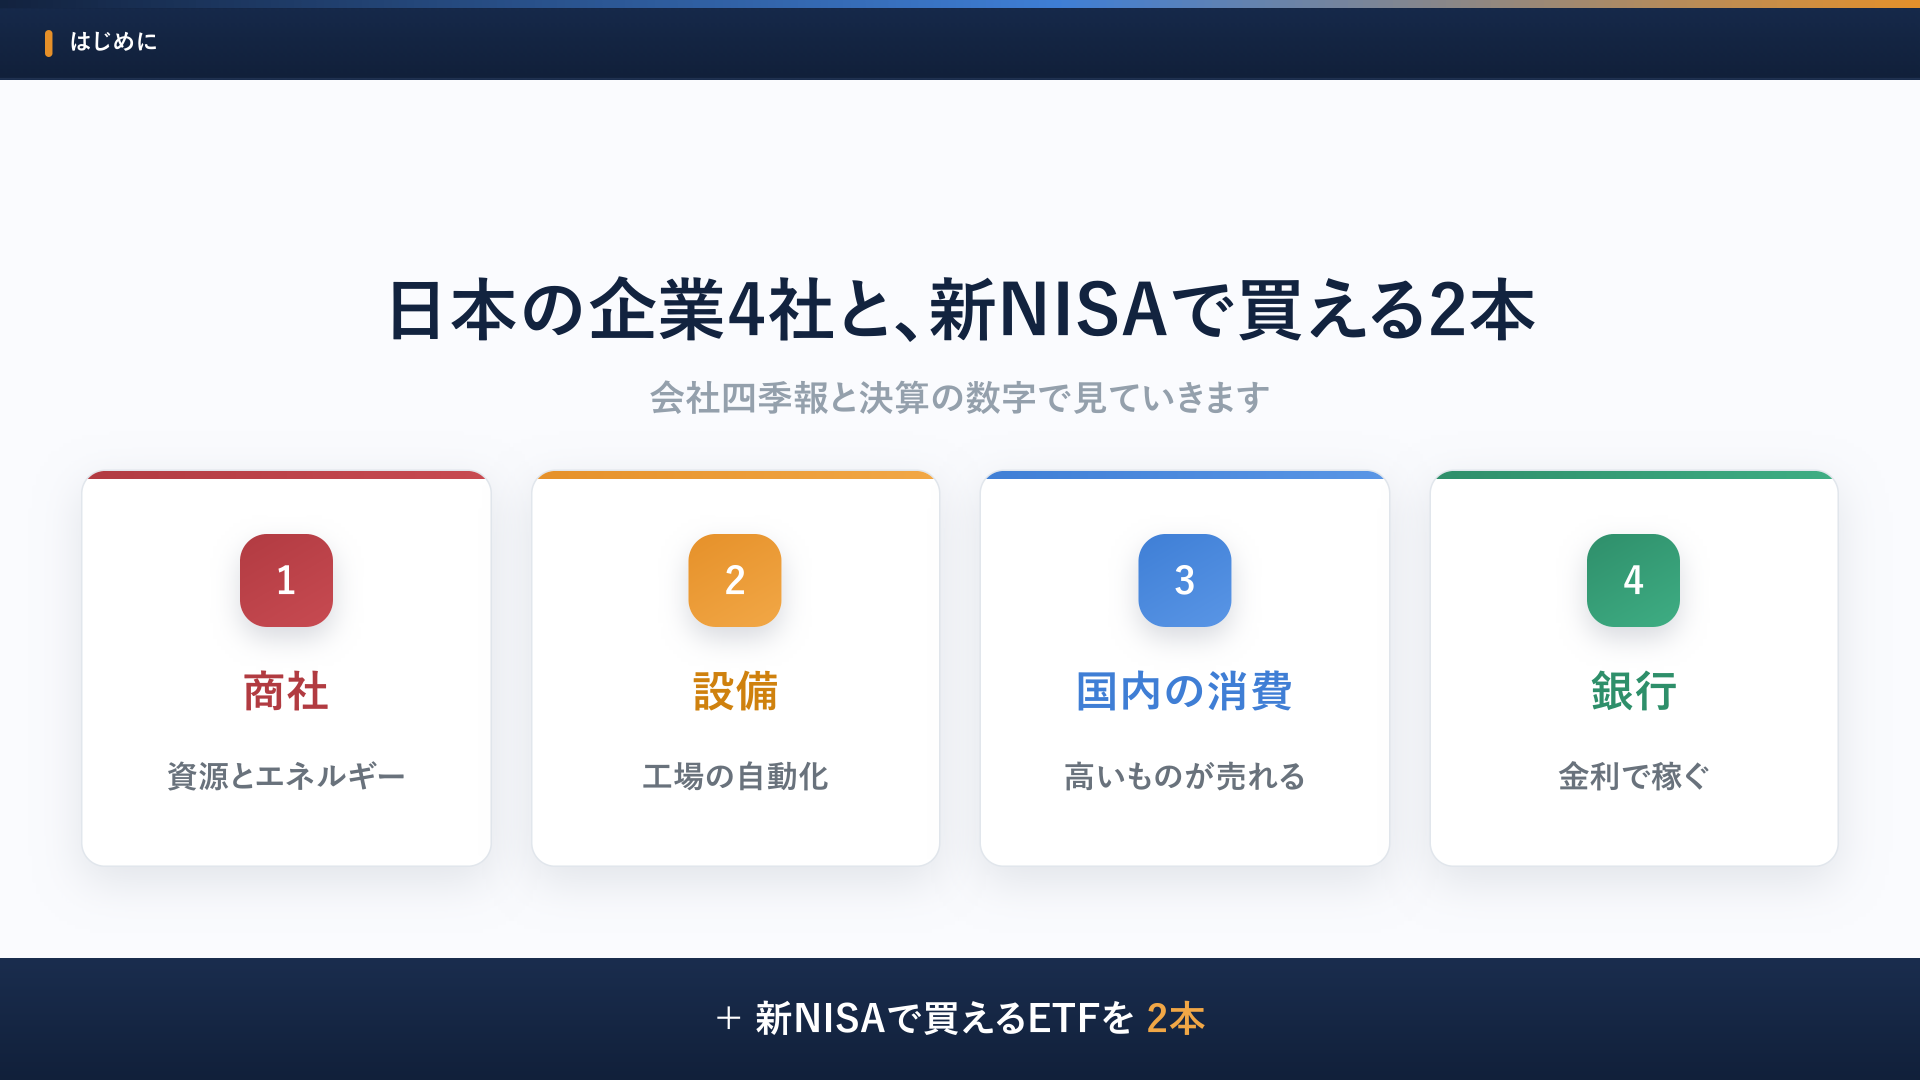 はじめに
日本の企業4社と、新NISAで買える2本
会社四季報と決算の数字で見ていきます
1
商社
資源とエネルギー
2
設備
工場の自動化
3
国内の消費
高いものが売れる
4
銀行
金利で稼ぐ
＋ 新NISAで買えるETFを 2本